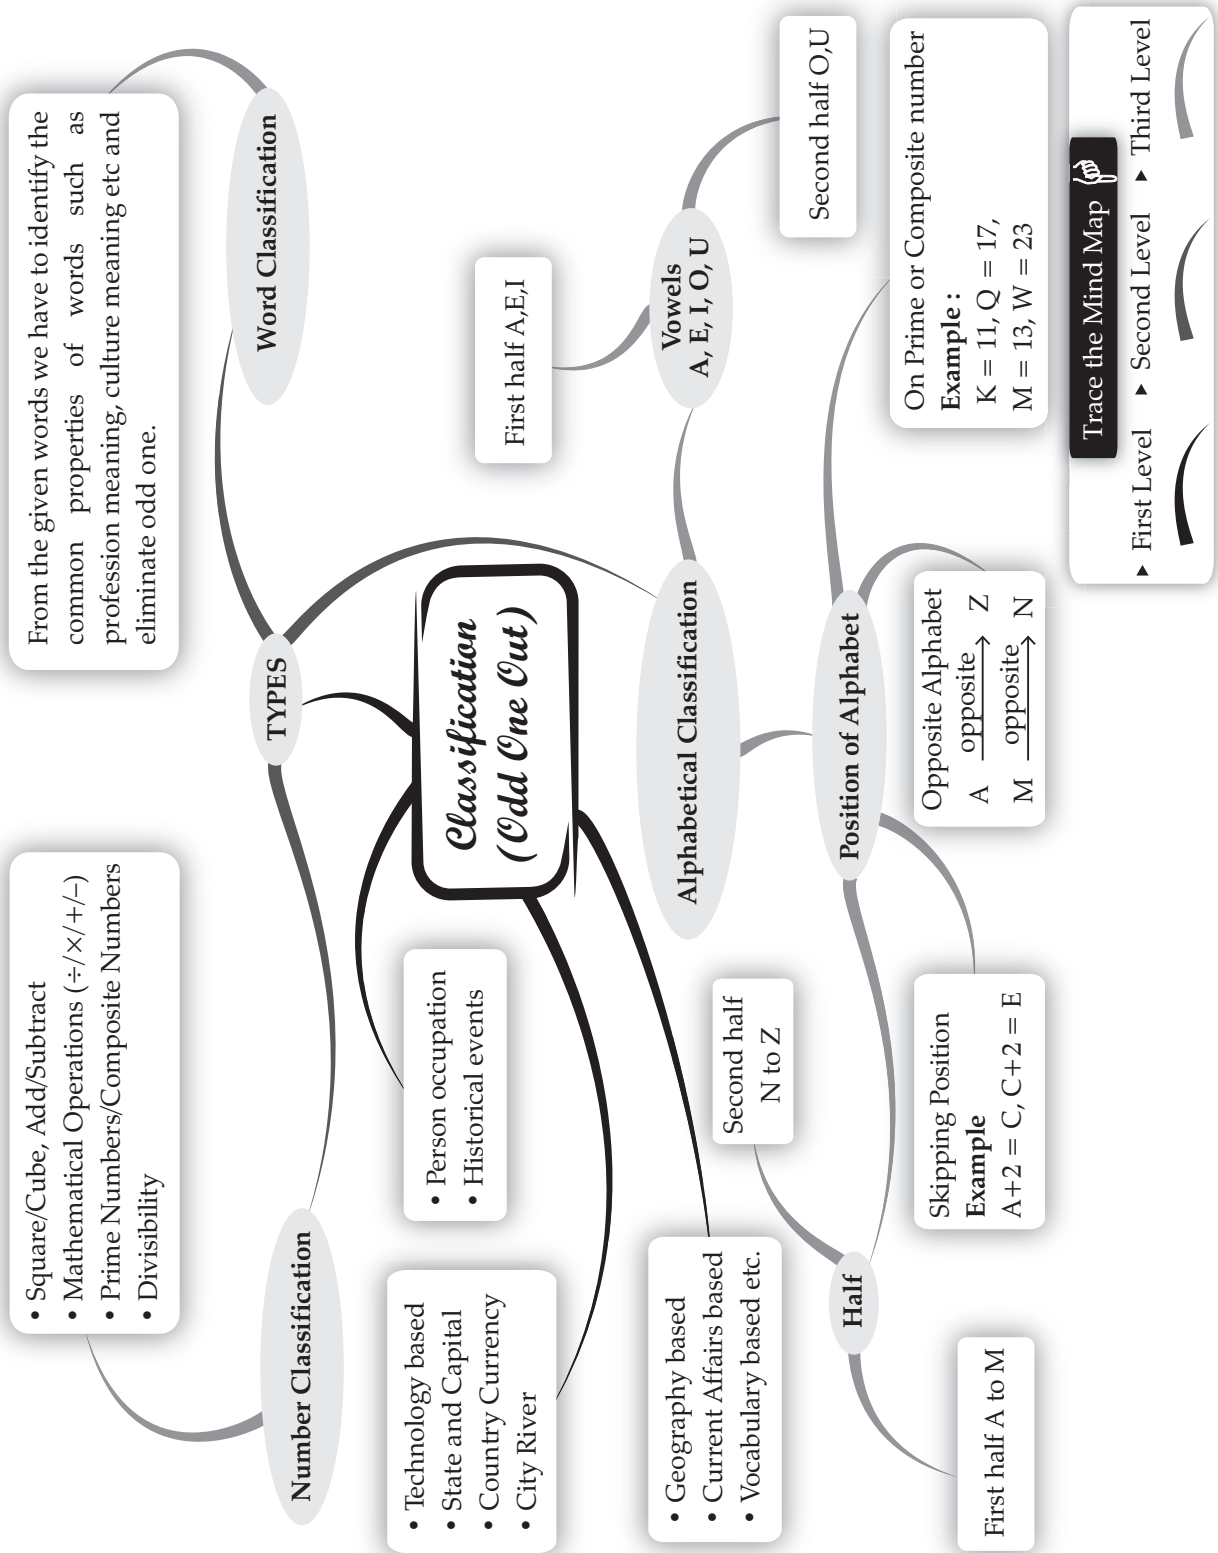 Classification
(Odd One Out)
TYPES
Number Classification
• Square/Cube, Add/Subtract
• Mathematical Operations (÷/×/+/–)
• Prime Numbers/Composite Numbers
• Divisibility
Word Classification
From the given words we have to identify the
common properties of words such as
profession meaning, culture meaning etc and
eliminate odd one.
• Person occupation
• Historical events
• Technology based
• State and Capital
• Country Currency
• City River
• Geography based
• Current Affairs based
• Vocabulary based etc.
Alphabetical Classification
Vowels
A, E, I, O, U
First half A,E,I
Second half O,U
Position of Alphabet
Half
First half A to M
Second half
N to Z
Skipping Position
Example
A+2 = C, C+2 = E
Opposite Alphabet
A opposite Z
M opposite N
On Prime or Composite number
Example :
K = 11, Q = 17,
M = 13, W = 23
Trace the Mind Map
First Level Second Level Third Level